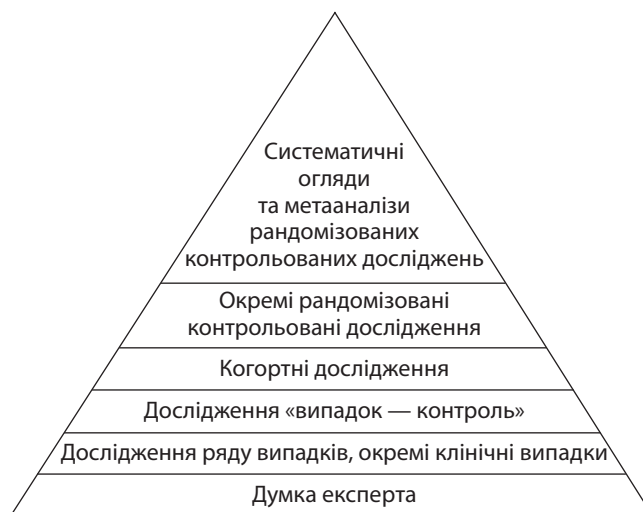 Систематичні
огляди
та метааналізи
рандомізованих
контрольованих досліджень
Окремі рандомізовані
контрольовані дослідження
Когортні дослідження
Дослідження «випадок — контроль»
Дослідження ряду випадків, окремі клінічні випадки
Думка експерта